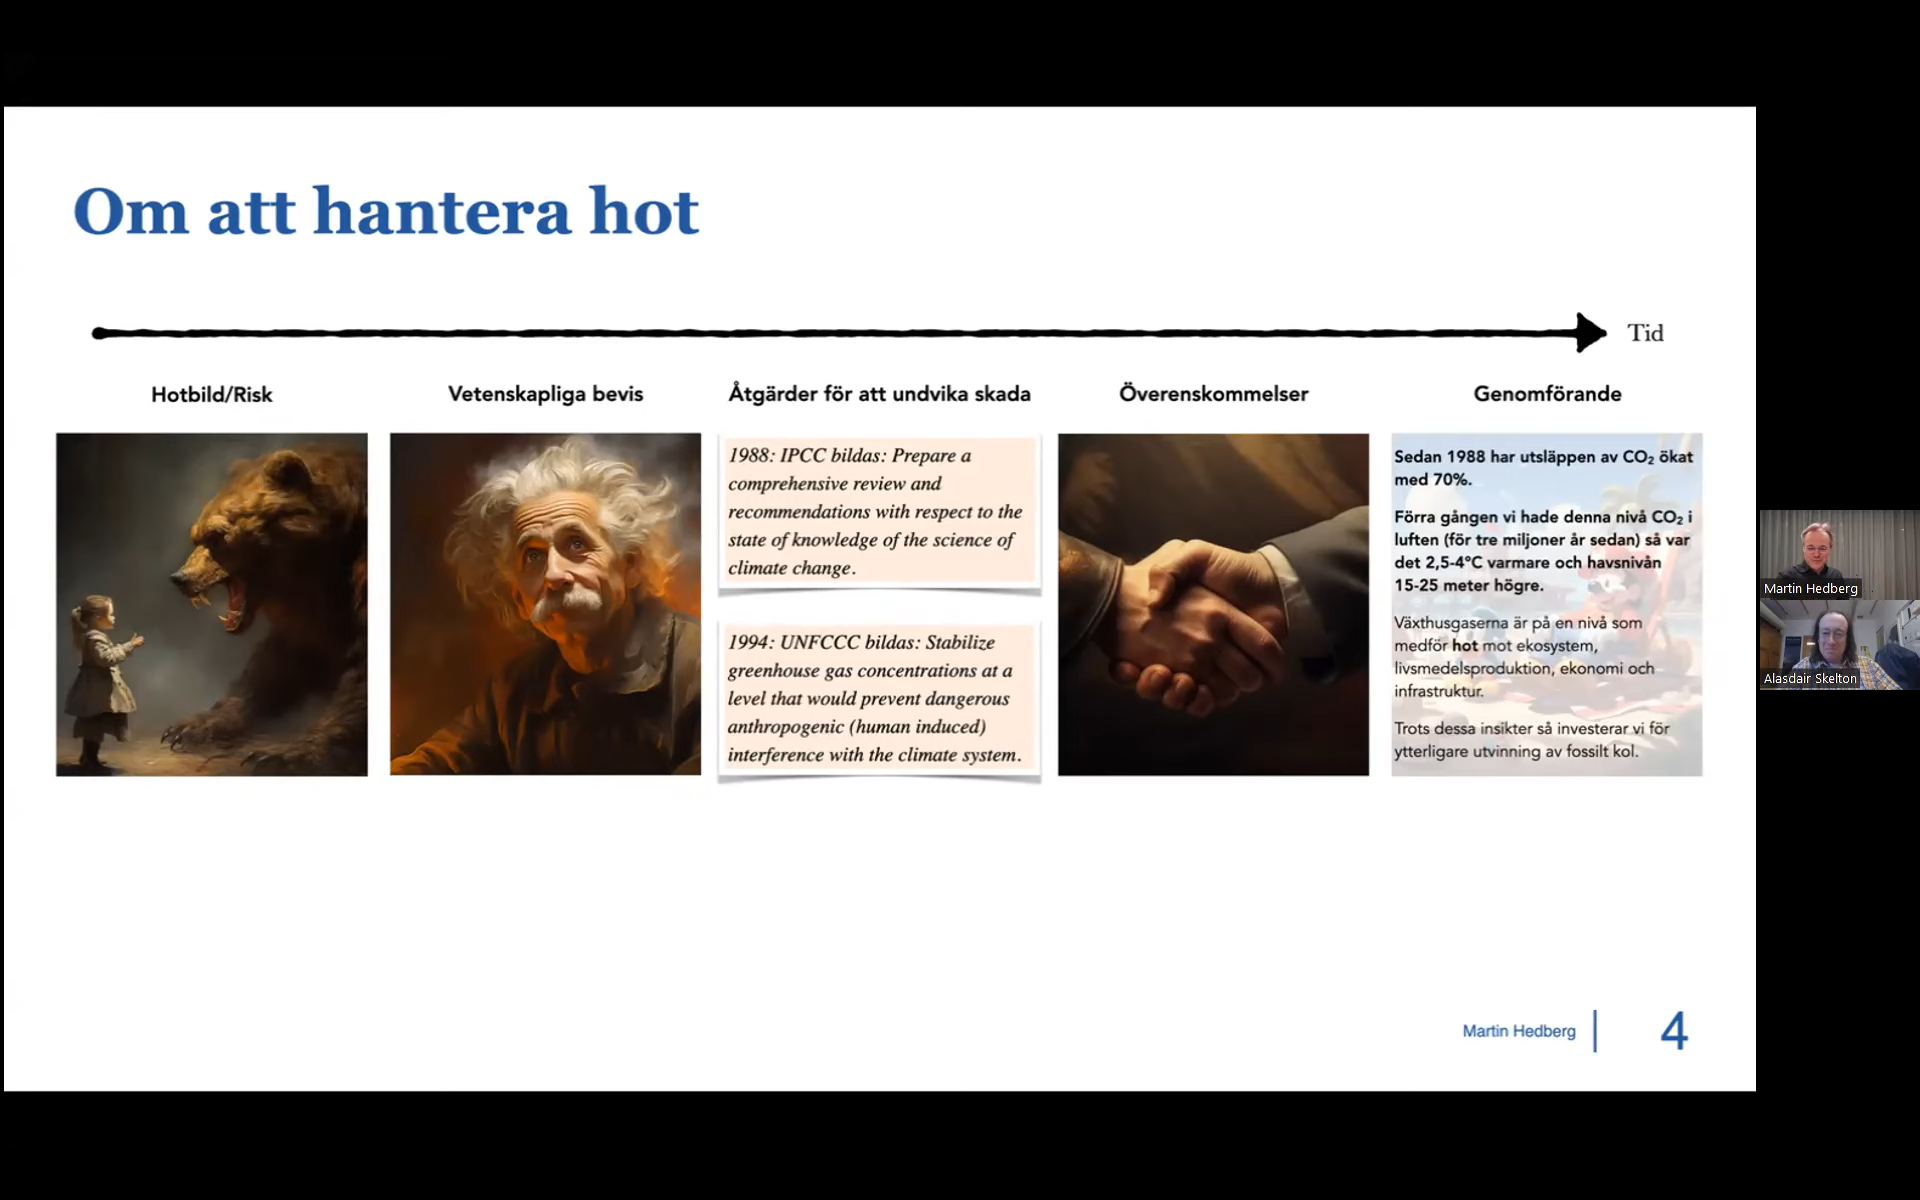 Om att hantera hot
Tid
Hotbild/Risk
Vetenskapliga bevis
Åtgärder för att undvika skada
Överenskommelser
Genomförande
1988: IPCC bildas: Prepare a
comprehensive review and
recommendations with respect to the
state of knowledge of the science of
climate change.
1994: UNFCCC bildas: Stabilize
greenhouse gas concentrations at a
level that would prevent dangerous
anthropogenic (human induced)
interference with the climate system.
Sedan 1988 har utsläppen av CO₂ ökat
med 70%.
Förra gången vi hade denna nivå CO₂ i
luften (för tre miljoner år sedan) så var
det 2,5-4°C varmare och havsnivån
15-25 meter högre.
Växthusgaserna är på en nivå som
medför hot mot ekosystem,
livsmedelsproduktion, ekonomi och
infrastruktur.
Trots dessa insikter så investerar vi för
ytterligare utvinning av fossilt kol.
Martin Hedberg
4
Martin Hedberg
Alasdair Skelton